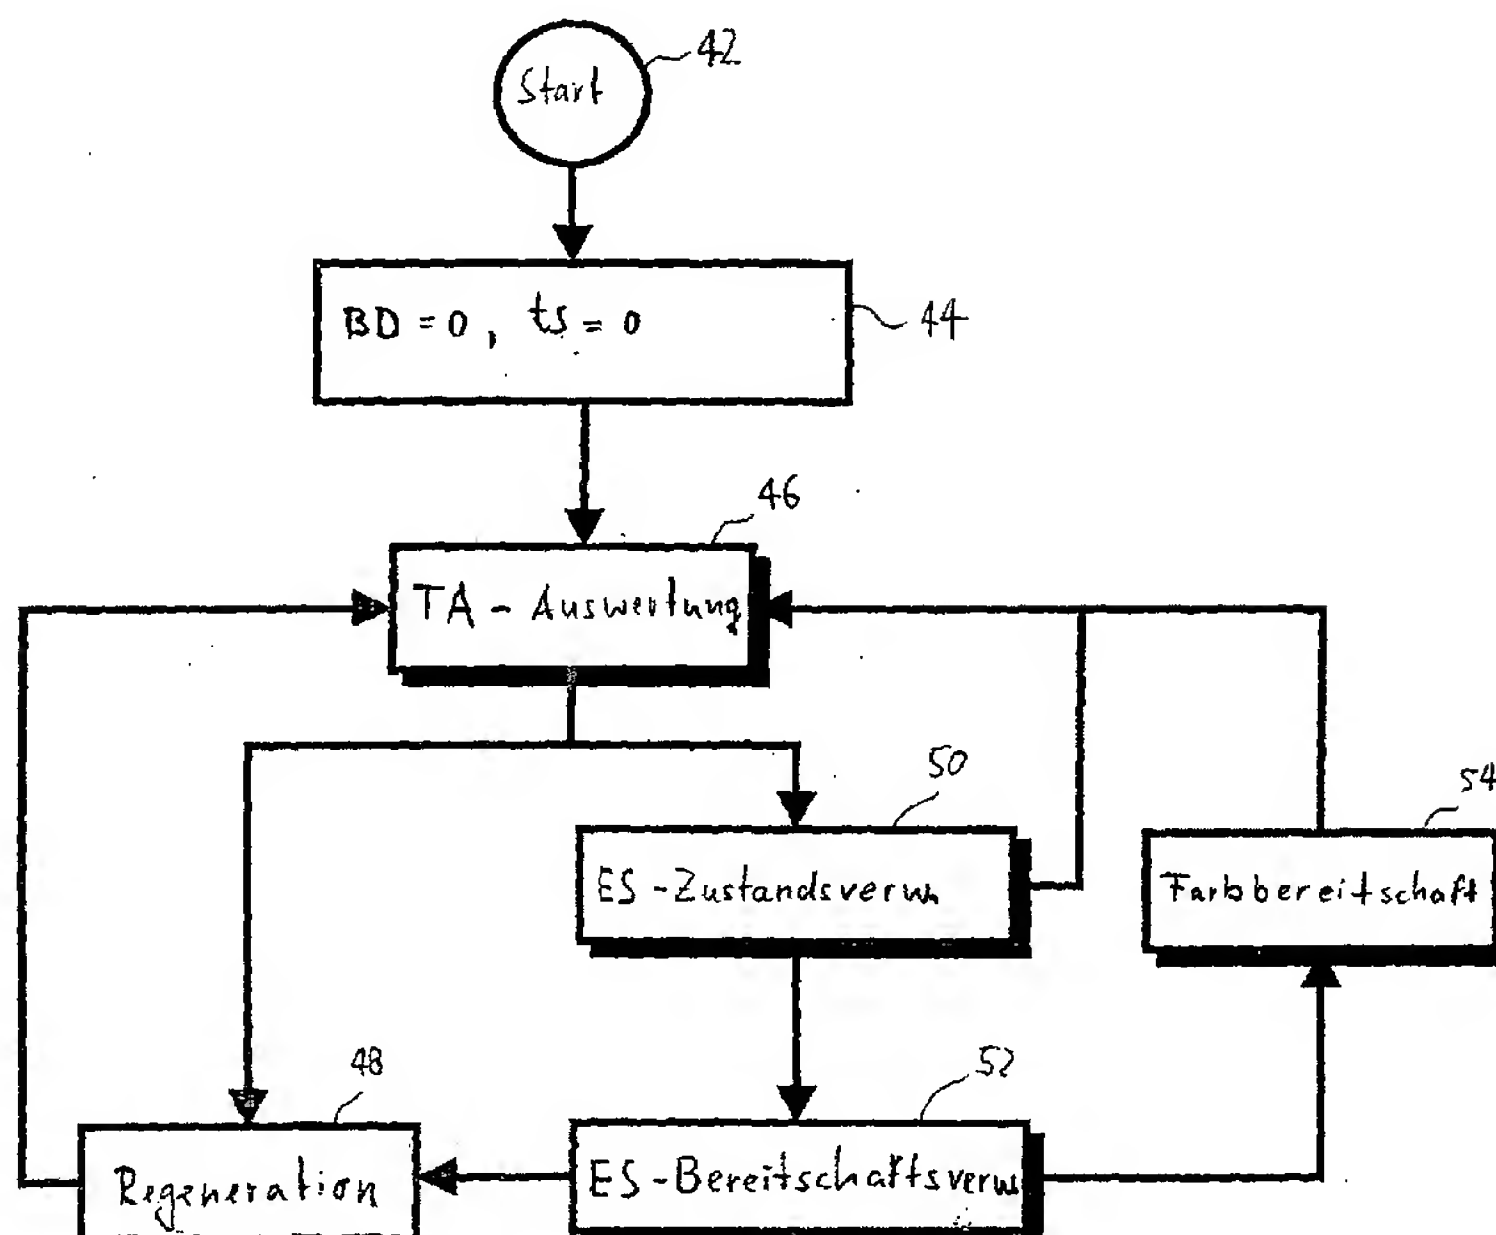 Start
42
BD = 0, ts = 0
44
46
TA - Auswertung
50
54
ES - Zustandsverw
Farbbereitschaft
48
52
Regeneration
ES - Bereitschaftsverw